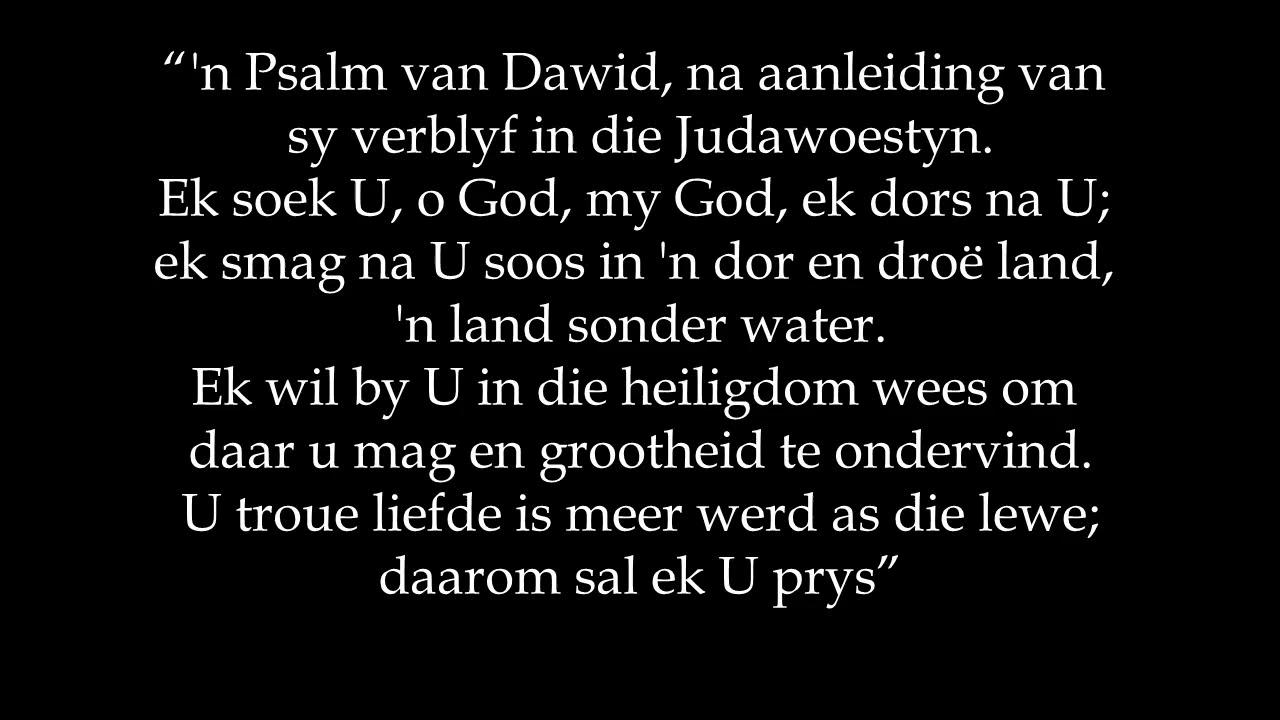 “'n Psalm van Dawid, na aanleiding van
sy verblyf in die Judawoestyn.
Ek soek U, o God, my God, ek dors na U;
ek smag na U soos in 'n dor en droë land,
'n land sonder water.
Ek wil by U in die heiligdom wees om
daar u mag en grootheid te ondervind.
U troue liefde is meer werd as die lewe;
daarom sal ek U prys”